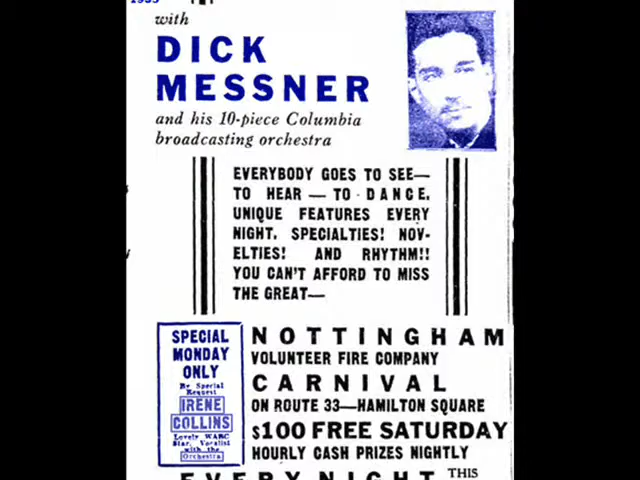 1935
with
DICK
MESSNER
and his 10-piece Columbia
broadcasting orchestra
EVERYBODY GOES TO SEE—
TO HEAR — TO DANCE.
UNIQUE FEATURES EVERY
NIGHT. SPECIALTIES! NOV-
ELTIES! AND RHYTHM!!
YOU CAN'T AFFORD TO MISS
THE GREAT—
SPECIAL
MONDAY
ONLY
By Special
Request
IRENE
COLLINS
Lovely WABC
Star, Vocalist
with the
Orchestra
NOTTINGHAM
VOLUNTEER FIRE COMPANY
CARNIVAL
ON ROUTE 33—HAMILTON SQUARE
$100 FREE SATURDAY
HOURLY CASH PRIZES NIGHTLY
EVERY NIGHT THIS